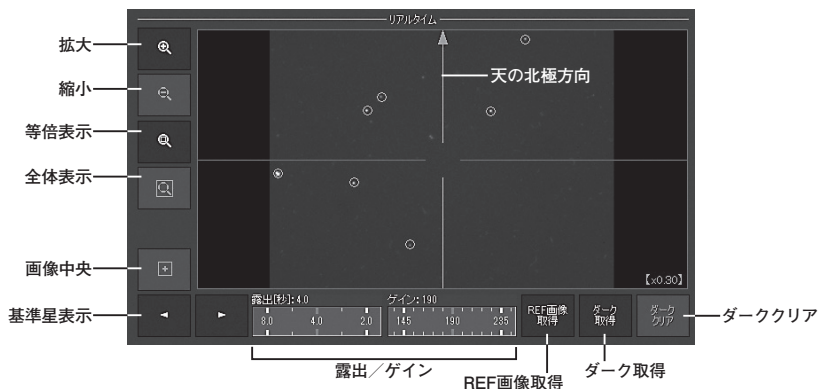 リアルタイム
拡大
縮小
等倍表示
全体表示
画像中央
基準星表示
天の北極方向
【x0.30】
露出[秒]:4.0
8.0 4.0 2.0
ゲイン:190
145 190 235
REF画像
取得
ダーク
取得
ダーク
クリア
ダーククリア
露出／ゲイン
REF画像取得
ダーク取得